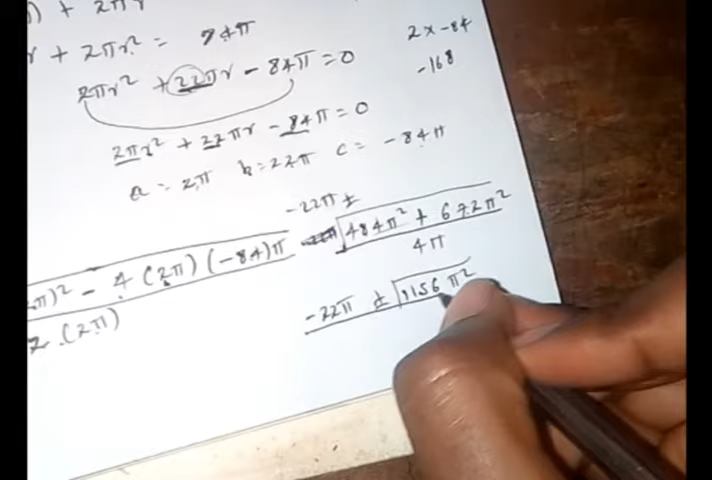 ) + 2πr
r + 2πr² = 84π
2πr² + 22πr - 84π = 0
2 x -84
-168
2πr² + 22πr - 84π = 0
a = 2π b = 22π c = -84π
-22π ±
√484π² + 672π²
4π
π)² - 4 (2π) (-84)π
2 . (2π)
-22π ± √1156 π²